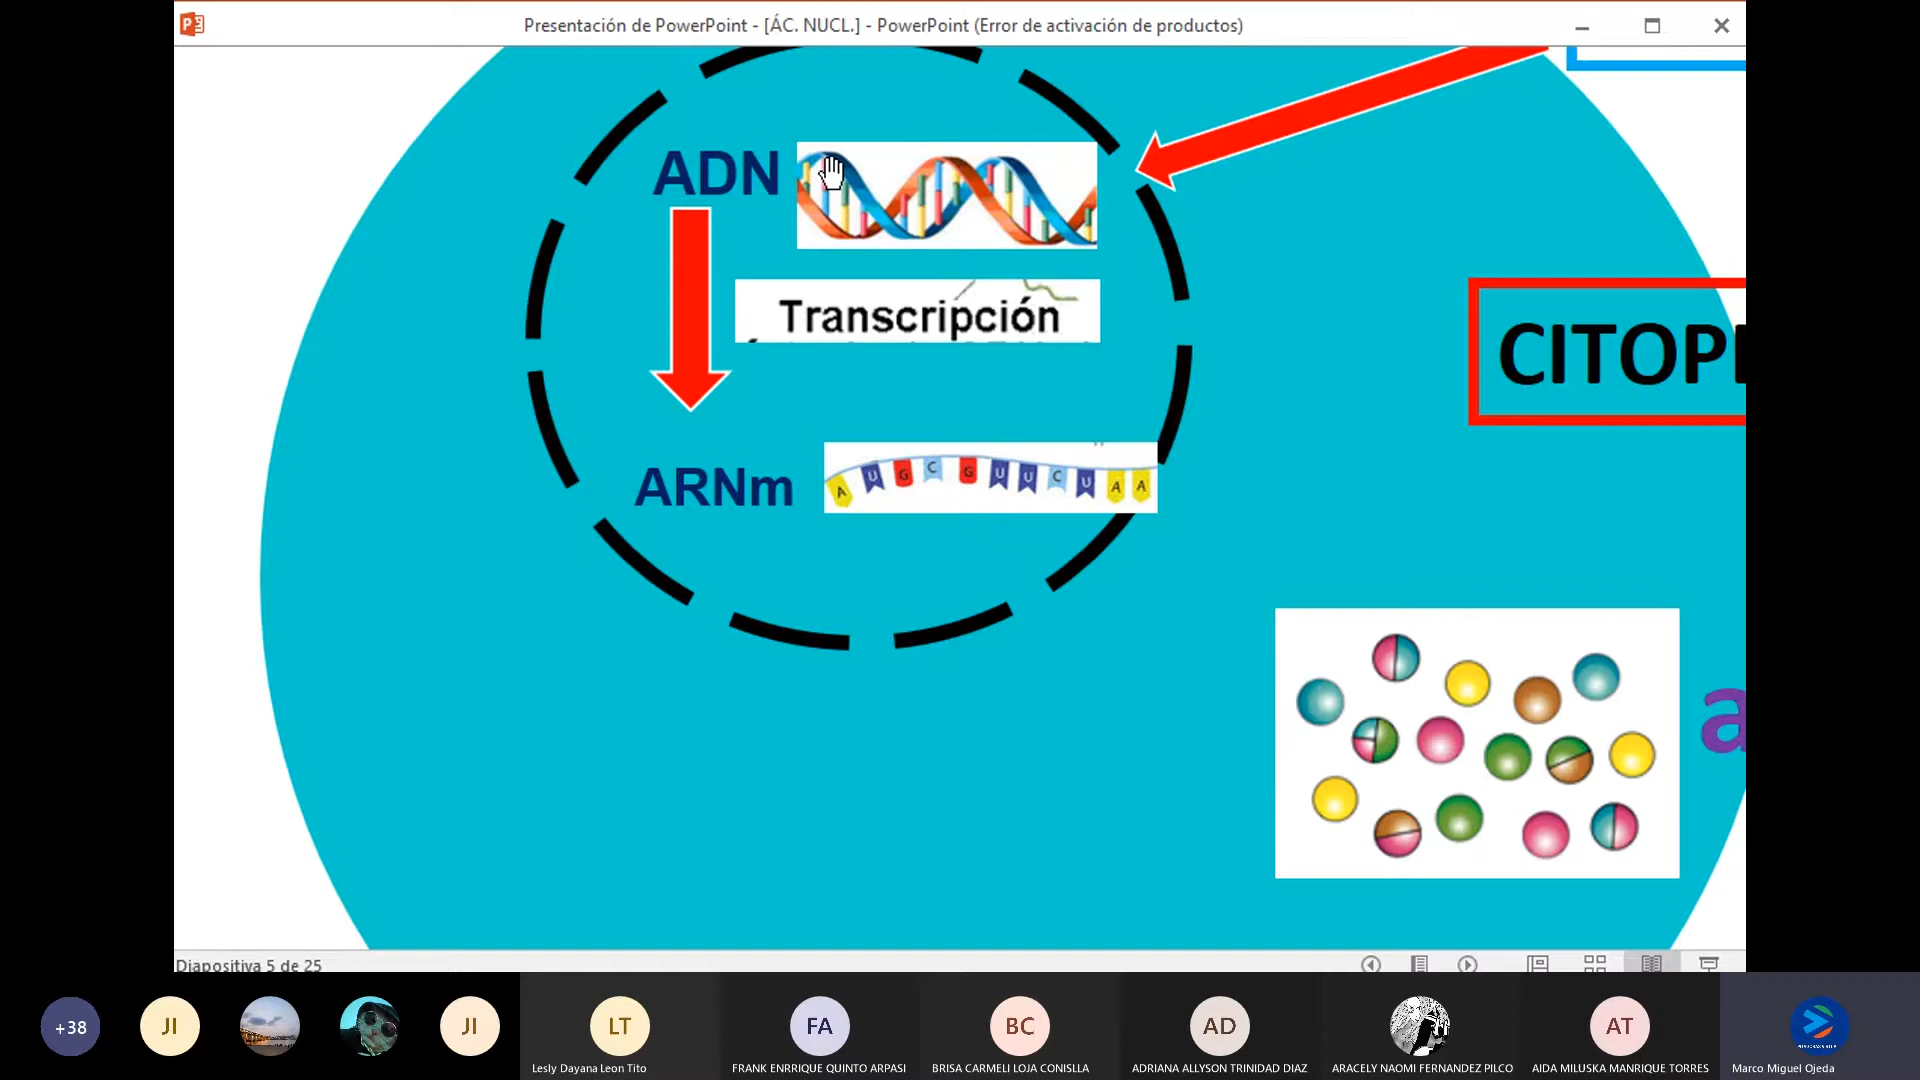 Presentación de PowerPoint - [ÁC. NUCL.] - PowerPoint (Error de activación de productos)
ADN
Transcripción
CITOP
ARNm
A U G C G U U C U A A
a
Diapositiva 5 de 25
+38
JI
JI
LT
FA
BC
AD
AT
Lesly Dayana Leon Tito
FRANK ENRRIQUE QUINTO ARPASI
BRISA CARMELI LOJA CONISLLA
ADRIANA ALLYSON TRINIDAD DIAZ
ARACELY NAOMI FERNANDEZ PILCO
AIDA MILUSKA MANRIQUE TORRES
Marco Miguel Ojeda